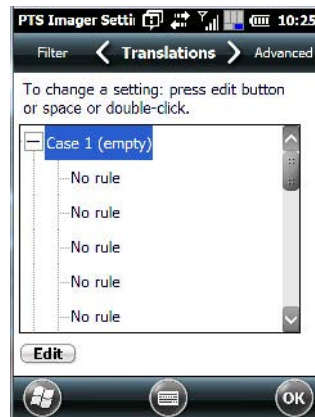 PTS Imager Setti 10:25
Filter Translations Advanced
To change a setting: press edit button
or space or double-click.
Case 1 (empty)
No rule
No rule
No rule
No rule
No rule
Edit
OK